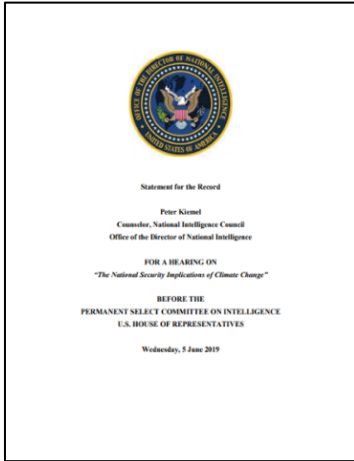 OFFICE OF THE DIRECTOR OF NATIONAL INTELLIGENCE
UNITED STATES OF AMERICA
Statement for the Record
Peter Kiemel
Counselor, National Intelligence Council
Office of the Director of National Intelligence
FOR A HEARING ON
“The National Security Implications of Climate Change”
BEFORE THE
PERMANENT SELECT COMMITTEE ON INTELLIGENCE
U.S. HOUSE OF REPRESENTATIVES
Wednesday, 5 June 2019